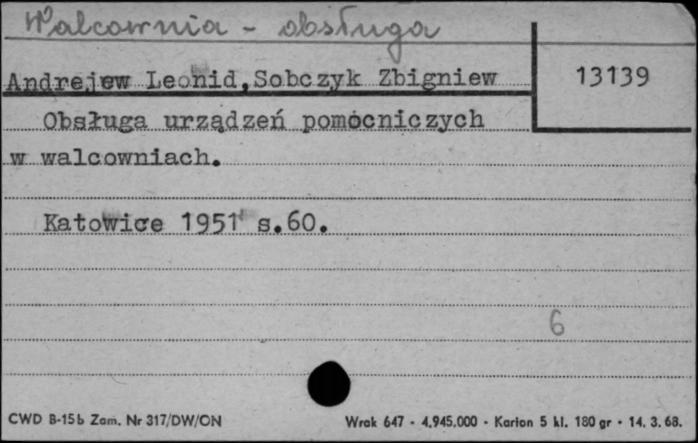 Walcownia - obsługa
Andrejew Leonid, Sobczyk Zbigniew
13139
Obsługa urządzeń pomocniczych
w walcowniach.
Katowice 1951 s.60.
6
CWD B-15b Zam. Nr 317/DW/ON
Wrak 647 - 4.945.000 - Karton 5 kl. 180 gr - 14. 3. 68.